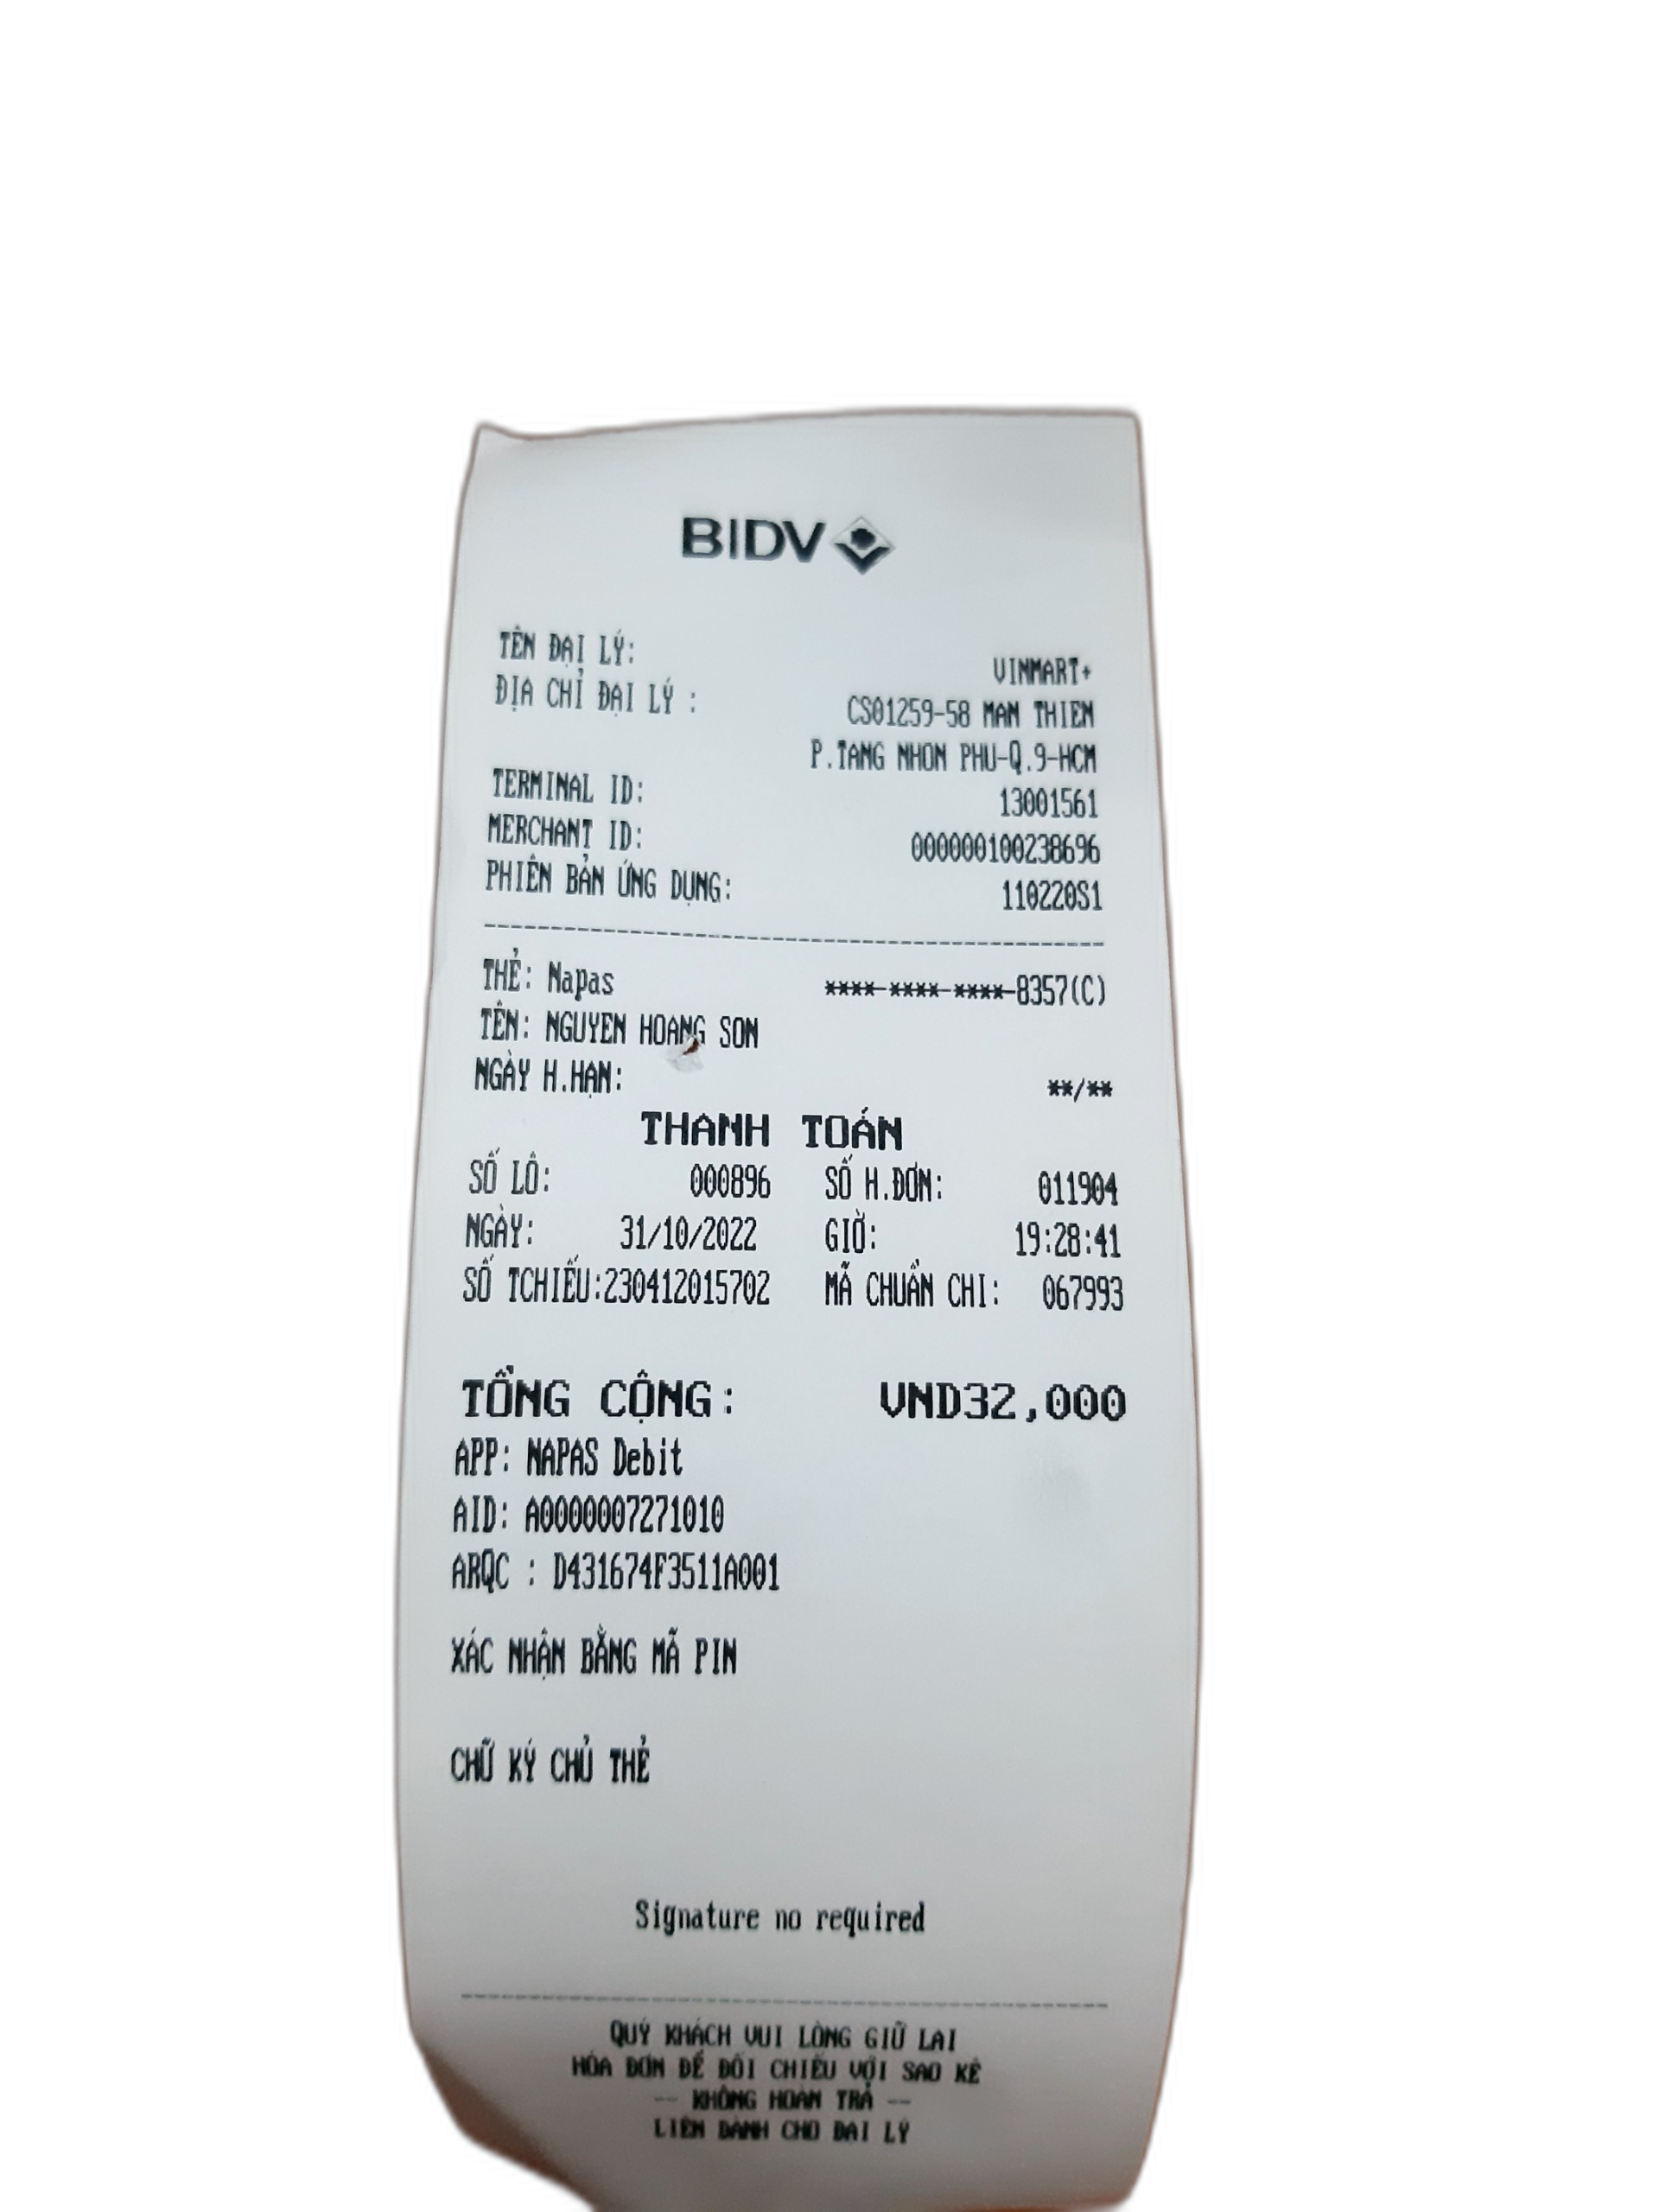 BIDV
TÊN ĐẠI LÝ: VINMART+
ĐỊA CHỈ ĐẠI LÝ : CS01259-58 MAN THIEN
P.TANG NHON PHU-Q.9-HCM
TERMINAL ID: 13001561
MERCHANT ID: 000000100238696
PHIÊN BẢN ỨNG DỤNG: 110220S1
THẺ: Napas ****-****-****-8357(C)
TÊN: NGUYEN HOANG SON
NGÀY H.HẠN: **/**
THANH TOÁN
SỐ LÔ: 000896 SỐ H.ĐƠN: 011904
NGÀY: 31/10/2022 GIỜ: 19:28:41
SỐ TCHIẾU:230412015702 MÃ CHUẨN CHI: 067993
TỔNG CỘNG: VND32,000
APP: NAPAS Debit
AID: A0000007271010
ARQC : D431674F3511A001
XÁC NHẬN BẰNG MÃ PIN
CHỮ KÝ CHỦ THẺ
Signature no required
QUÝ KHÁCH VUI LÒNG GIỮ LẠI
HÓA ĐƠN ĐỂ ĐỐI CHIẾU VỚI SAO KÊ
-- KHÔNG HOÀN TRẢ --
LIÊN DÀNH CHO ĐẠI LÝ